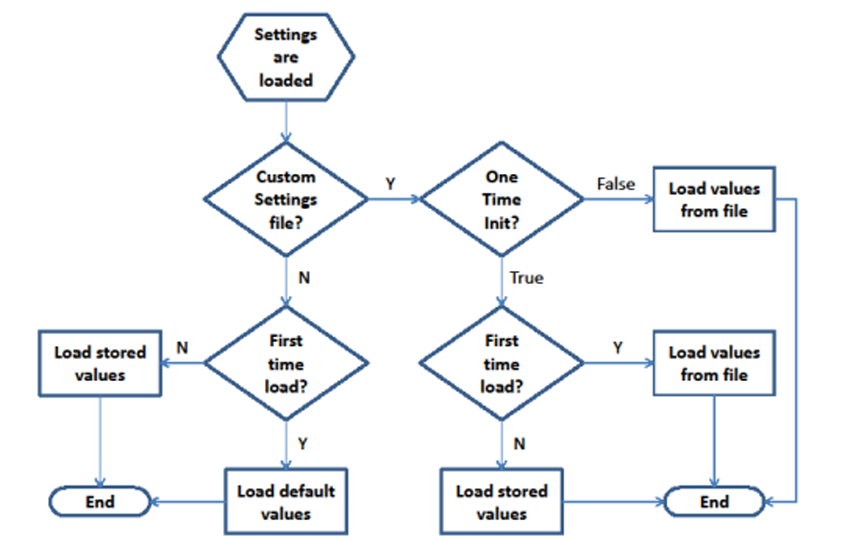 Settings
are
loaded
Custom
Settings
file?
Y
One
Time
Init?
False
Load values
from file
N
True
Load stored
values
N
First
time
load?
First
time
load?
Y
Load values
from file
Y
N
End
Load default
values
Load stored
values
End